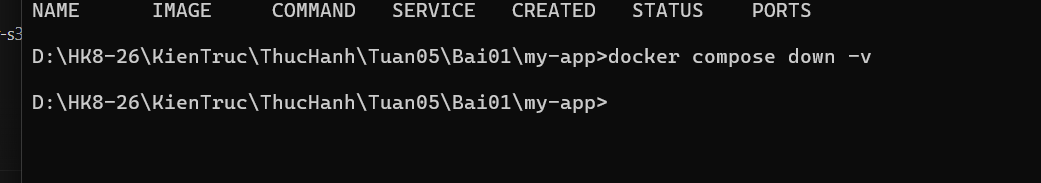 NAME IMAGE COMMAND SERVICE CREATED STATUS PORTS
-s3
D:\HK8-26\KienTruc\ThucHanh\Tuan05\Bai01\my-app>docker compose down -v
D:\HK8-26\KienTruc\ThucHanh\Tuan05\Bai01\my-app>